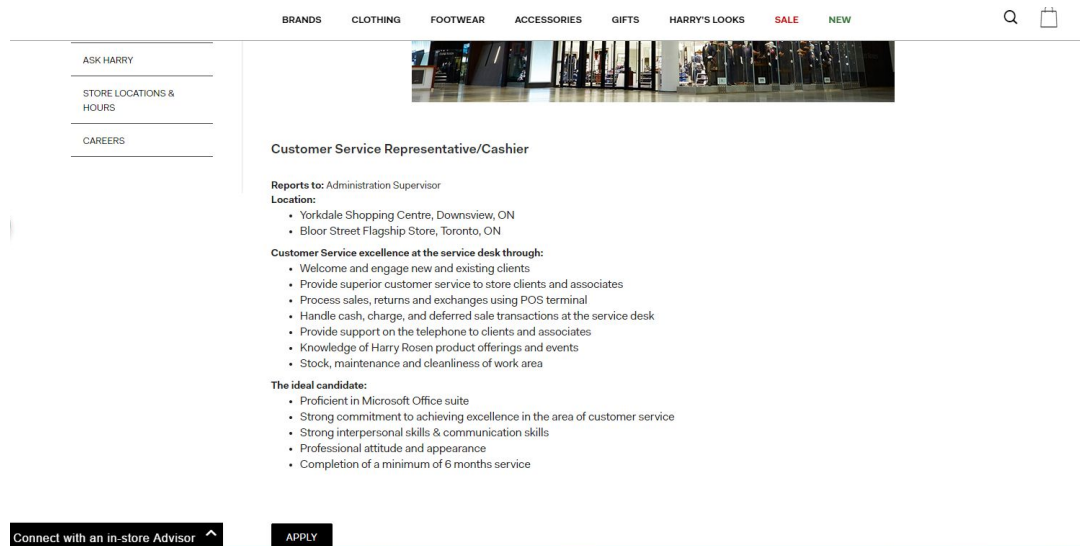 BRANDS CLOTHING FOOTWEAR ACCESSORIES GIFTS HARRY'S LOOKS SALE NEW
ASK HARRY
STORE LOCATIONS &
HOURS
CAREERS
Customer Service Representative/Cashier
Reports to: Administration Supervisor
Location:
• Yorkdale Shopping Centre, Downsview, ON
• Bloor Street Flagship Store, Toronto, ON
Customer Service excellence at the service desk through:
• Welcome and engage new and existing clients
• Provide superior customer service to store clients and associates
• Process sales, returns and exchanges using POS terminal
• Handle cash, charge, and deferred sale transactions at the service desk
• Provide support on the telephone to clients and associates
• Knowledge of Harry Rosen product offerings and events
• Stock, maintenance and cleanliness of work area
The ideal candidate:
• Proficient in Microsoft Office suite
• Strong commitment to achieving excellence in the area of customer service
• Strong interpersonal skills & communication skills
• Professional attitude and appearance
• Completion of a minimum of 6 months service
Connect with an in-store Advisor
APPLY